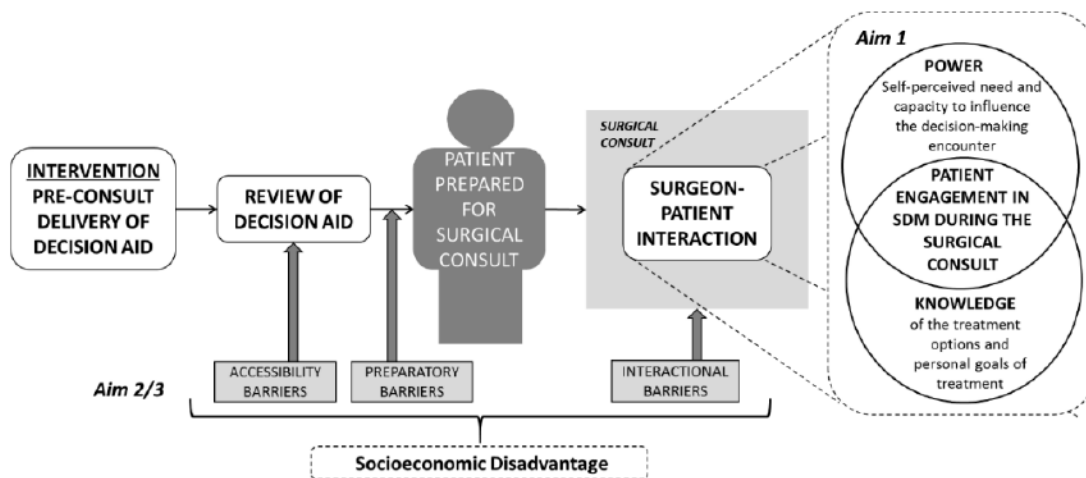 Aim 1
POWER
Self-perceived need and
capacity to influence
the decision-making
encounter
PATIENT
ENGAGEMENT IN
SDM DURING THE
SURGICAL
CONSULT
KNOWLEDGE
of the treatment
options and
personal goals of
treatment
INTERVENTION
PRE-CONSULT
DELIVERY OF
DECISION AID
REVIEW OF
DECISION AID
PATIENT
PREPARED
FOR
SURGICAL
CONSULT
SURGICAL
CONSULT
SURGEON-
PATIENT
INTERACTION
Aim 2/3
ACCESSIBILITY
BARRIERS
PREPARATORY
BARRIERS
INTERACTIONAL
BARRIERS
Socioeconomic Disadvantage